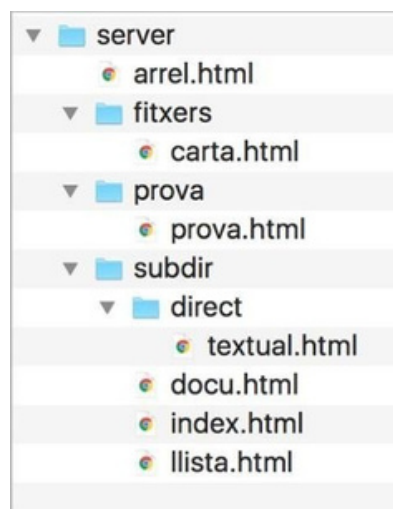 server
arrel.html
fitxers
carta.html
prova
prova.html
subdir
direct
textual.html
docu.html
index.html
llista.html